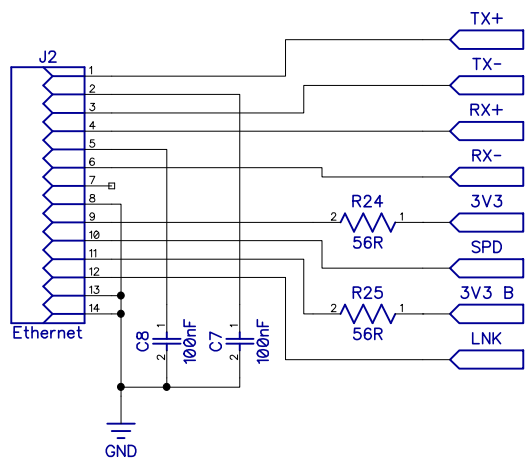 TX+
J2
1
TX-
2
3
RX+
4
5
RX-
6
7
R24
3V3
8
9
2
1
56R
SPD
10
11
R25
3V3 B
12
2
1
13
56R
14
Ethernet
C8
1
2
100nF
C7
1
2
100nF
LNK
GND